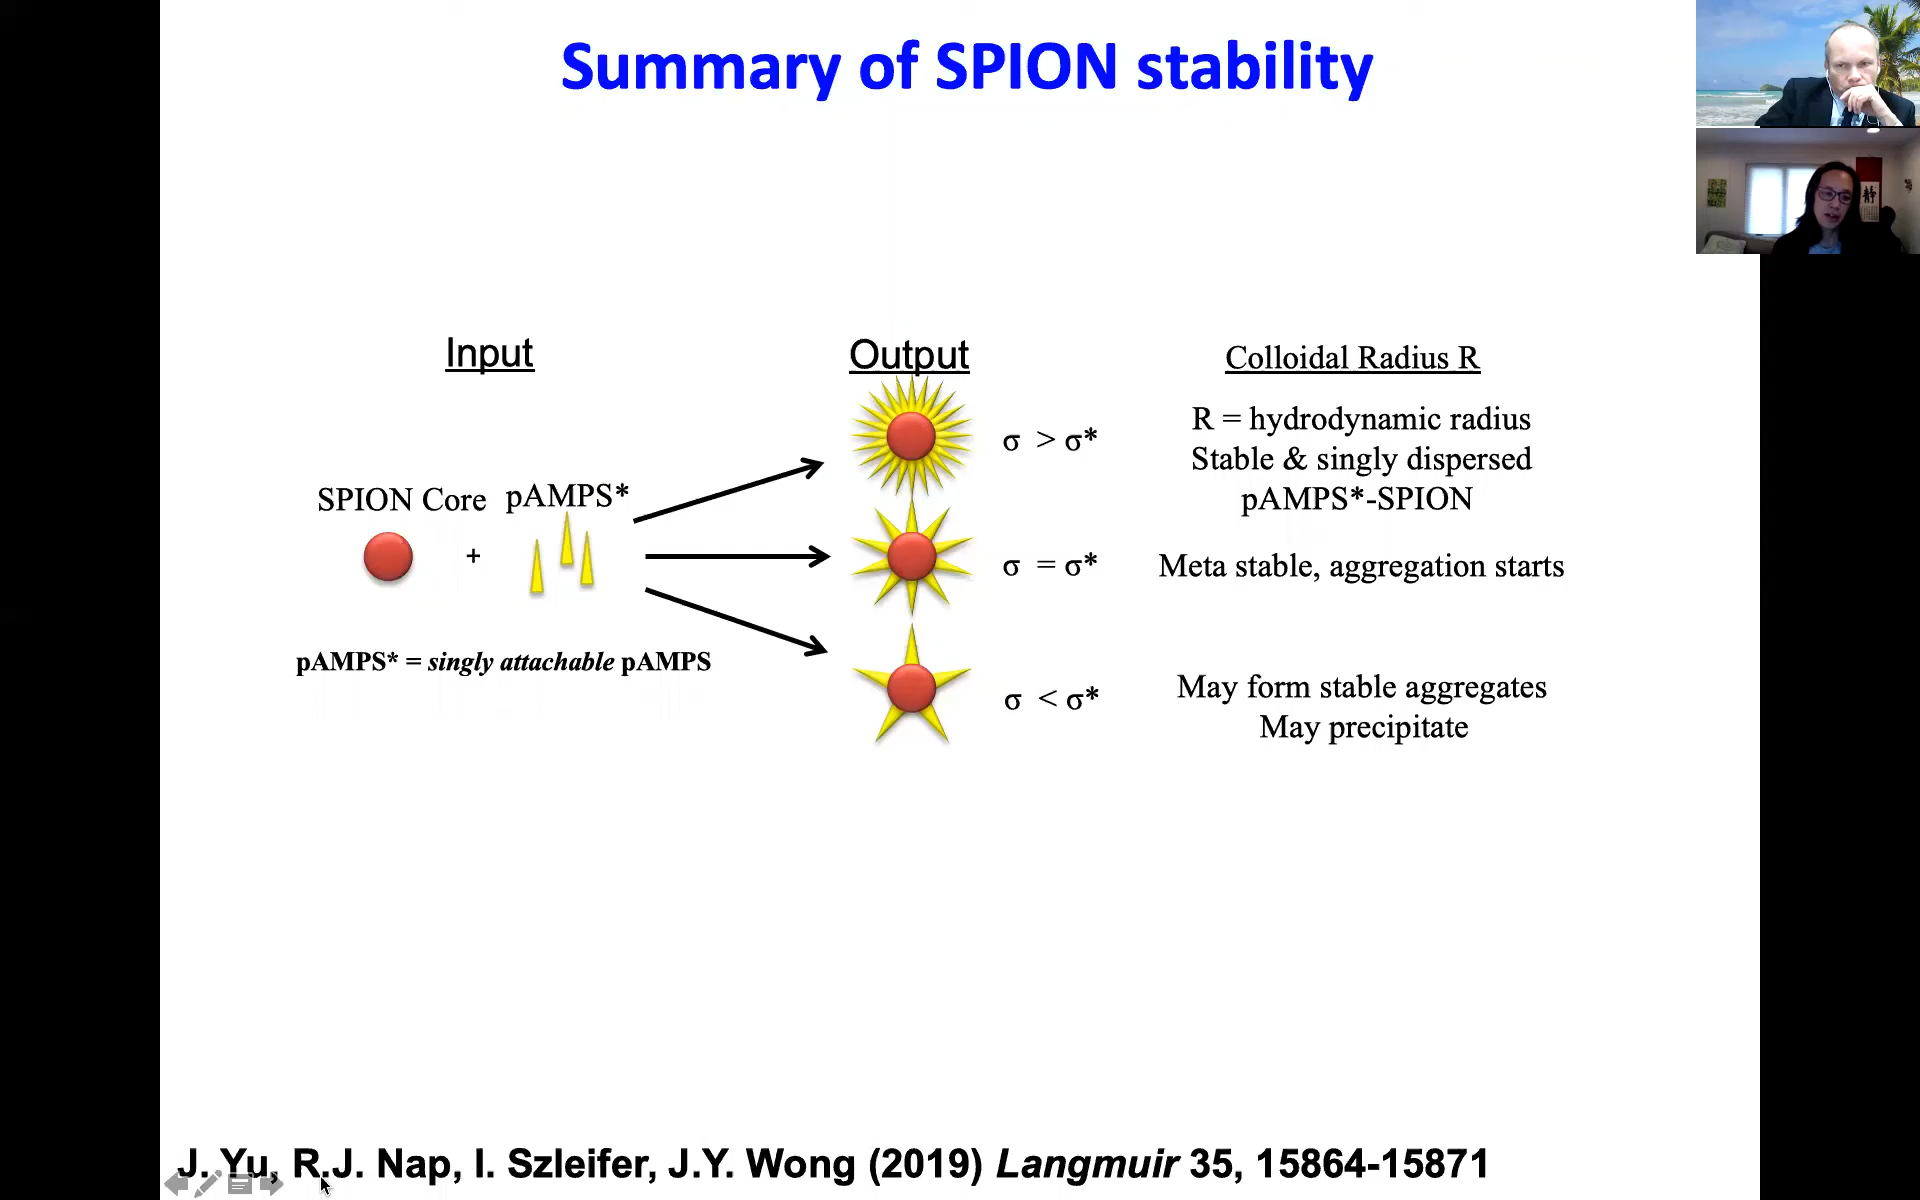 Summary of SPION stability
Input
Output
Colloidal Radius R
SPION Core
pAMPS*
+
pAMPS* = singly attachable pAMPS
σ > σ*
R = hydrodynamic radius
Stable & singly dispersed
pAMPS*-SPION
σ = σ*
Meta stable, aggregation starts
σ < σ*
May form stable aggregates
May precipitate
J. Yu, R.J. Nap, I. Szleifer, J.Y. Wong (2019) Langmuir 35, 15864-15871
靜